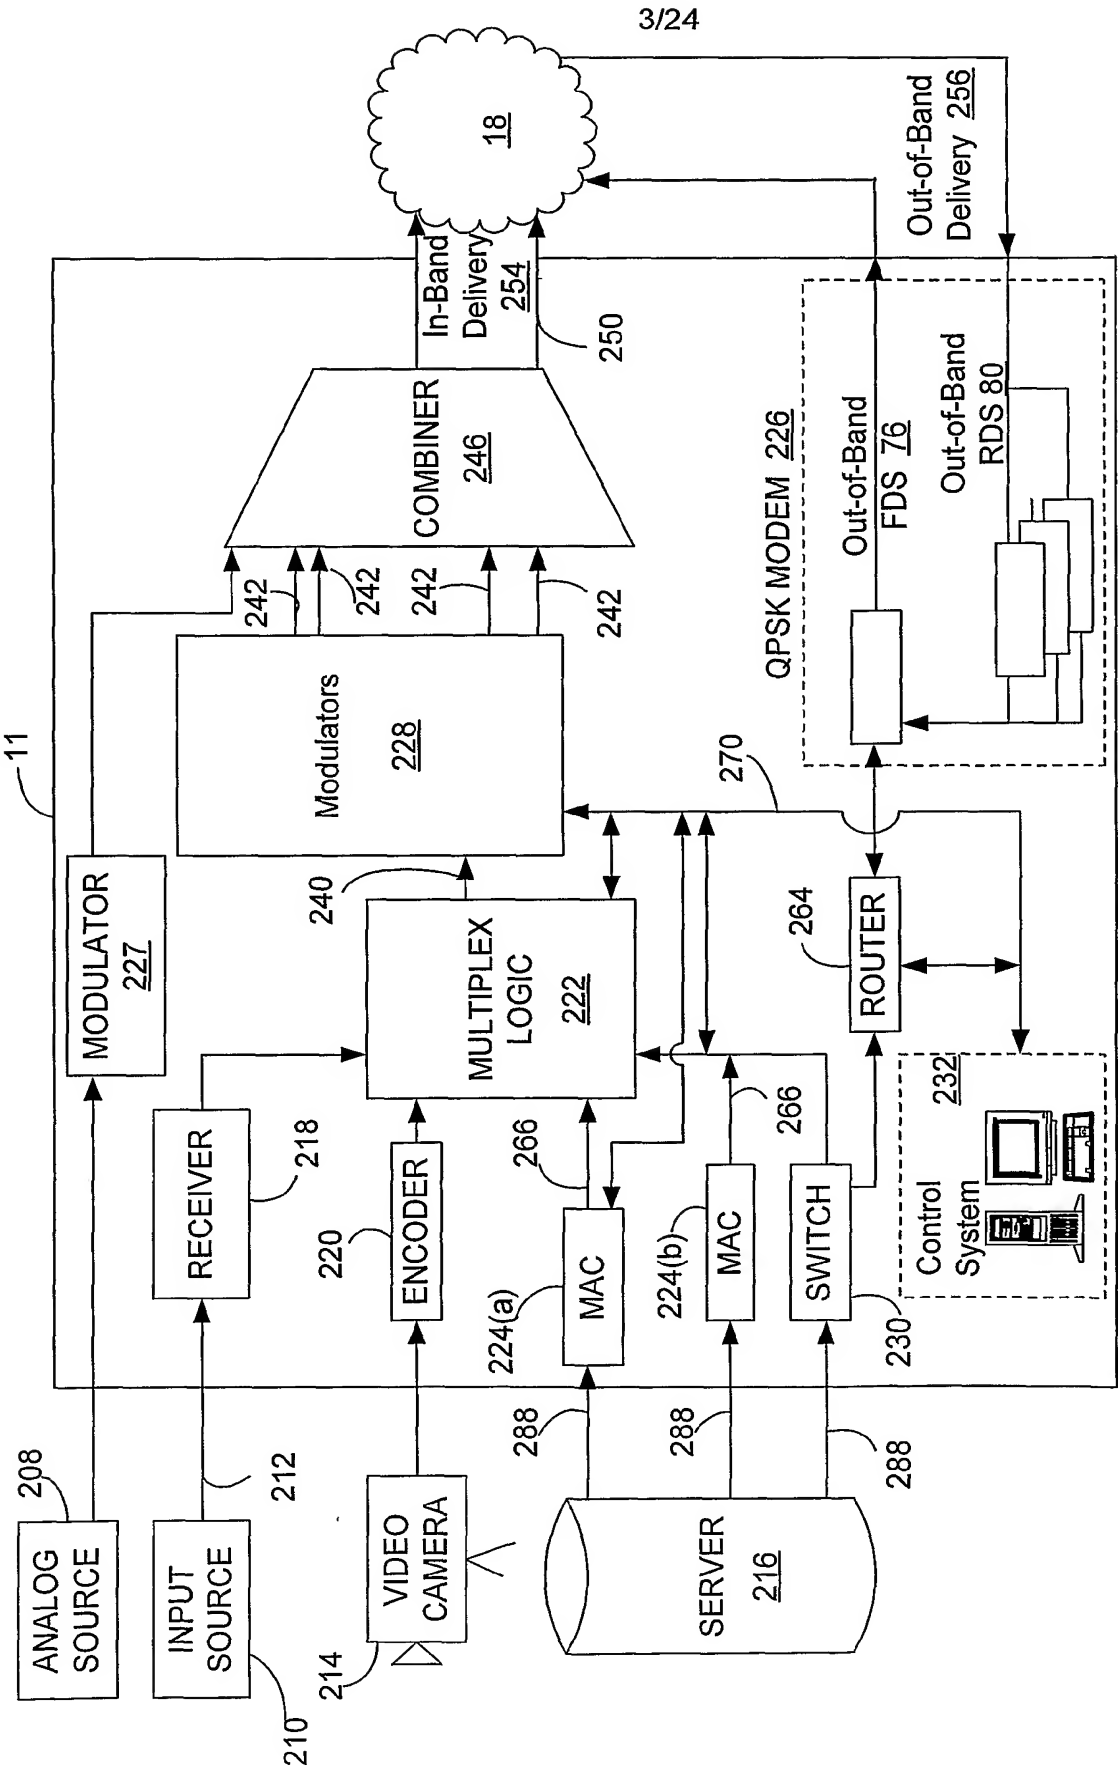 3/24
11
ANALOG
SOURCE
208
INPUT
SOURCE
210
212
VIDEO
CAMERA
214
SERVER
216
288
288
288
MODULATOR
227
RECEIVER
218
ENCODER
220
MAC
224(a)
266
MAC
224(b)
266
SWITCH
230
MULTIPLEX
LOGIC
222
240
Modulators
228
242
242
242
242
COMBINER
246
In-Band
Delivery
254
250
18
ROUTER
264
270
Control
System
232
QPSK MODEM 226
Out-of-Band
FDS 76
Out-of-Band
RDS 80
Out-of-Band
Delivery 256